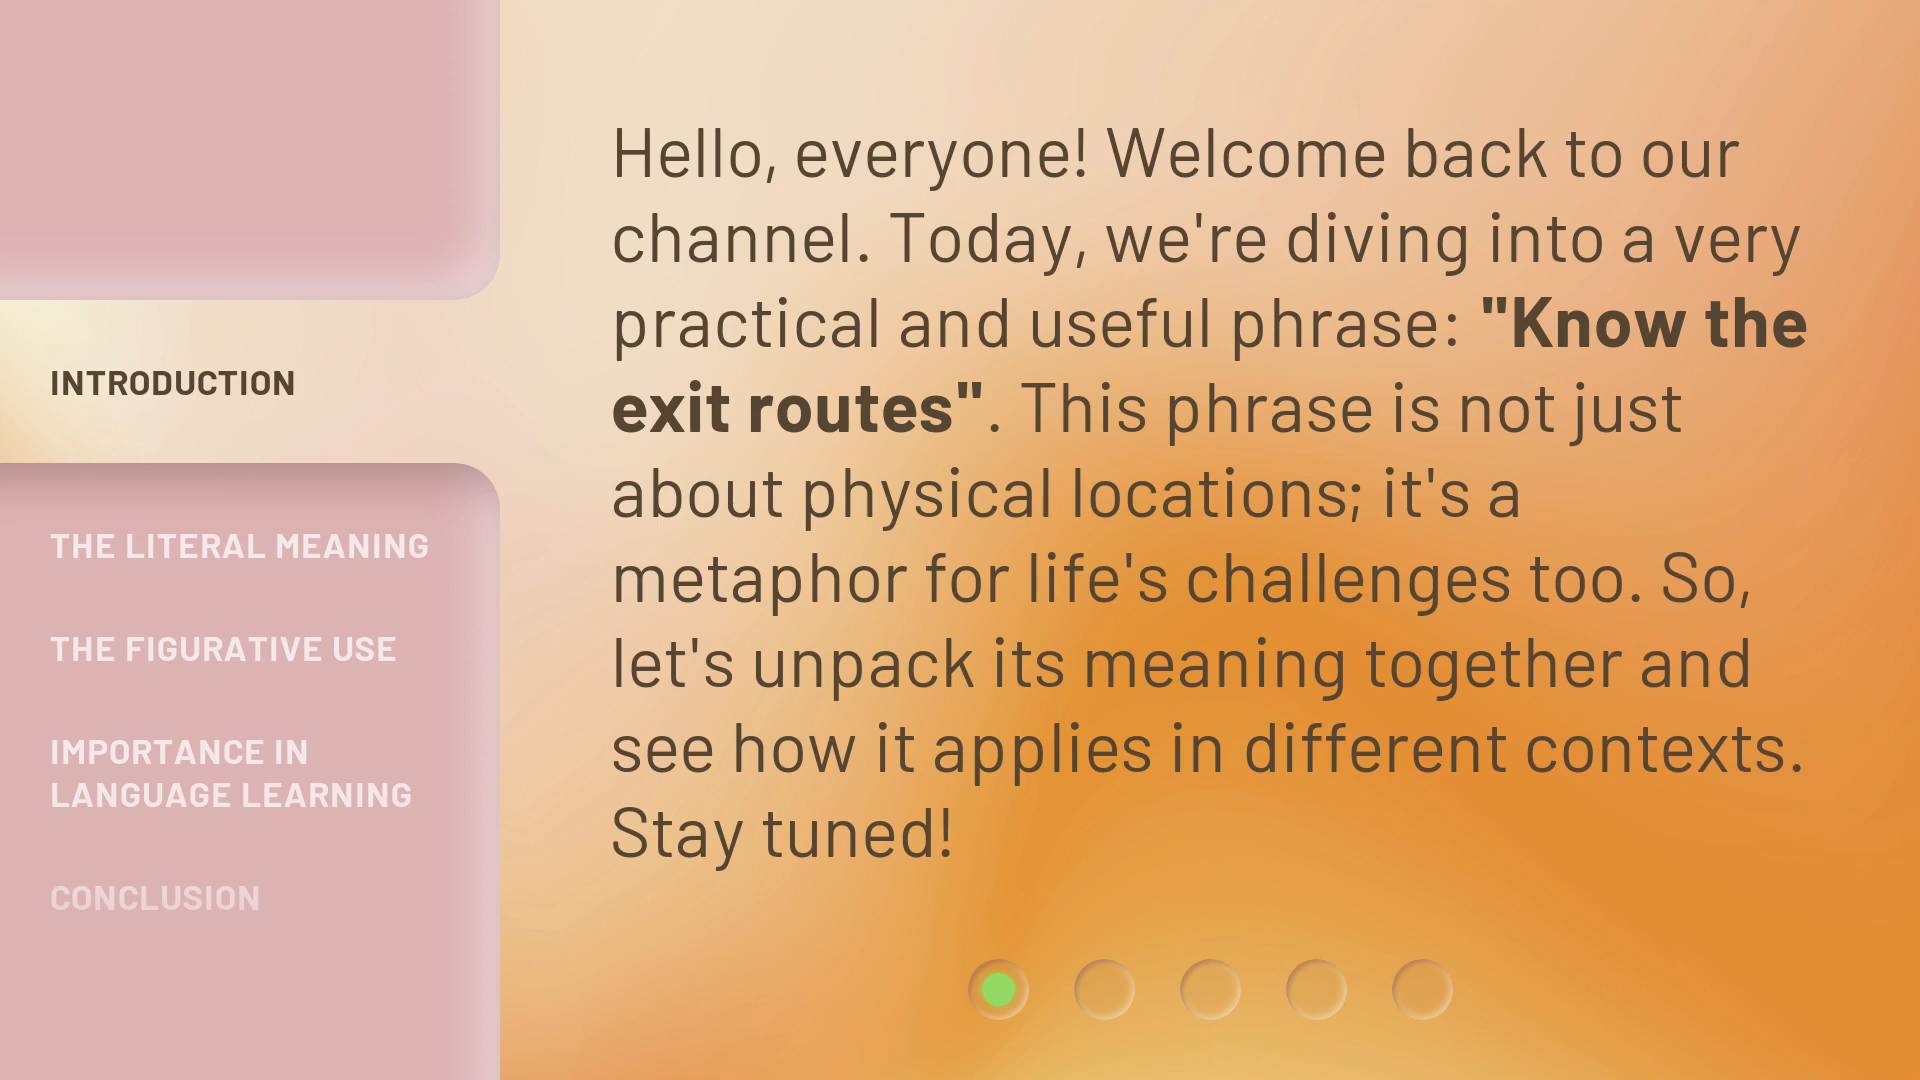 INTRODUCTION
THE LITERAL MEANING
THE FIGURATIVE USE
IMPORTANCE IN
LANGUAGE LEARNING
CONCLUSION
Hello, everyone! Welcome back to our
channel. Today, we're diving into a very
practical and useful phrase: "Know the
exit routes". This phrase is not just
about physical locations; it's a
metaphor for life's challenges too. So,
let's unpack its meaning together and
see how it applies in different contexts.
Stay tuned!